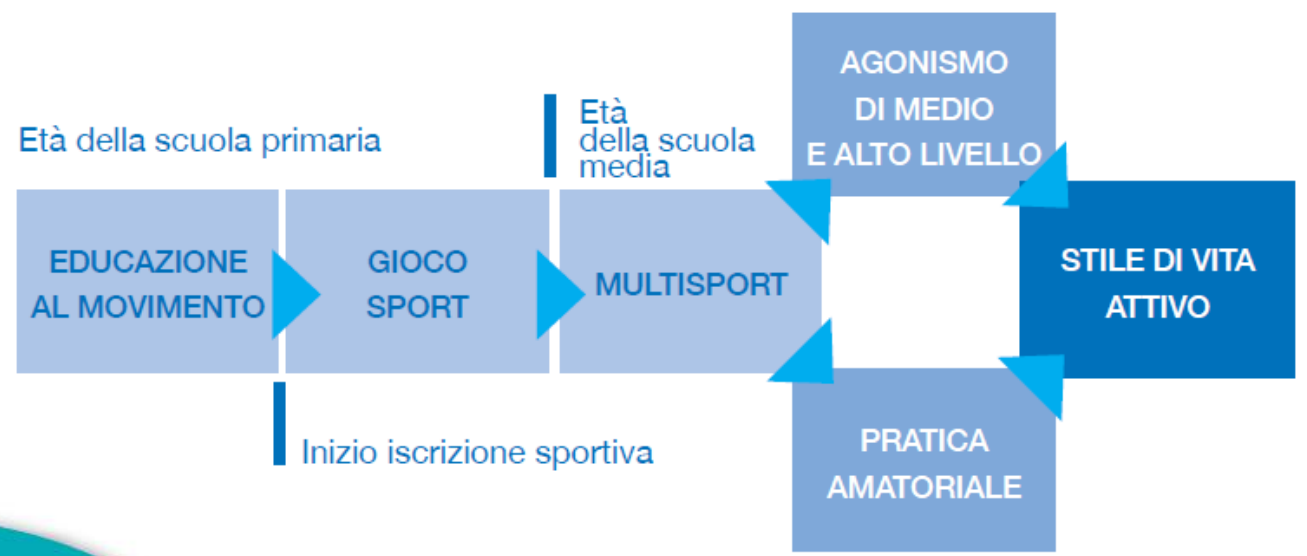 Età della scuola primaria
Età
della scuola
media
AGONISMO
DI MEDIO
E ALTO LIVELLO
EDUCAZIONE
AL MOVIMENTO
GIOCO
SPORT
MULTISPORT
STILE DI VITA
ATTIVO
Inizio iscrizione sportiva
PRATICA
AMATORIALE